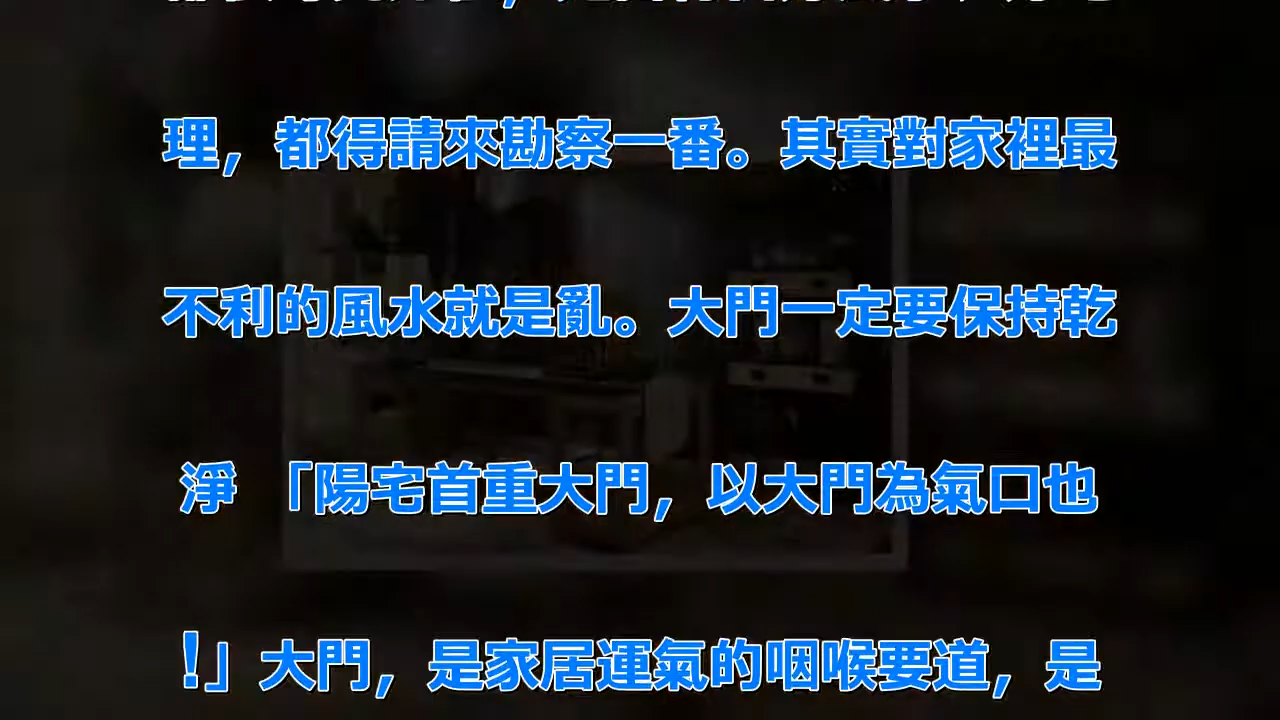 理，都得請來勘察一番。其實對家裡最
不利的風水就是亂。大門一定要保持乾
淨 「陽宅首重大門，以大門為氣口也
！」大門，是家居運氣的咽喉要道，是